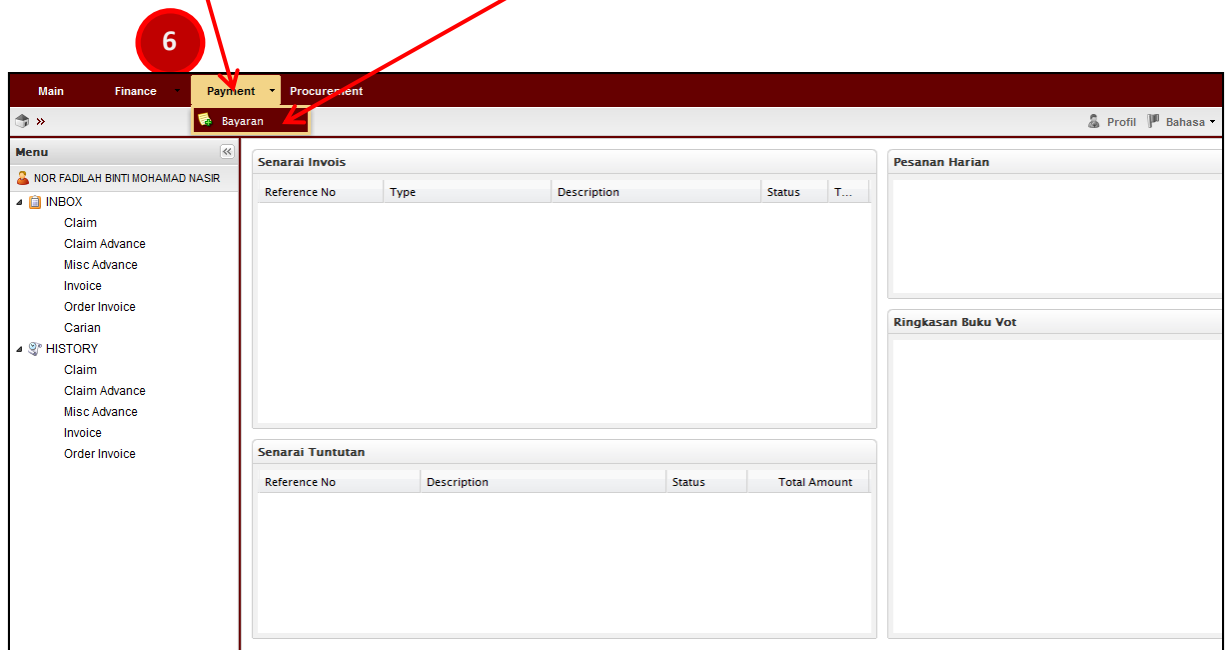 6
Main Finance Payment Procurement
» Bayaran Profil Bahasa
Menu
NOR FADILAH BINTI MOHAMAD NASIR
INBOX
Claim
Claim Advance
Misc Advance
Invoice
Order Invoice
Carian
HISTORY
Claim
Claim Advance
Misc Advance
Invoice
Order Invoice
Senarai Invois
Reference No Type Description Status T...
Senarai Tuntutan
Reference No Description Status Total Amount
Pesanan Harian
Ringkasan Buku Vot